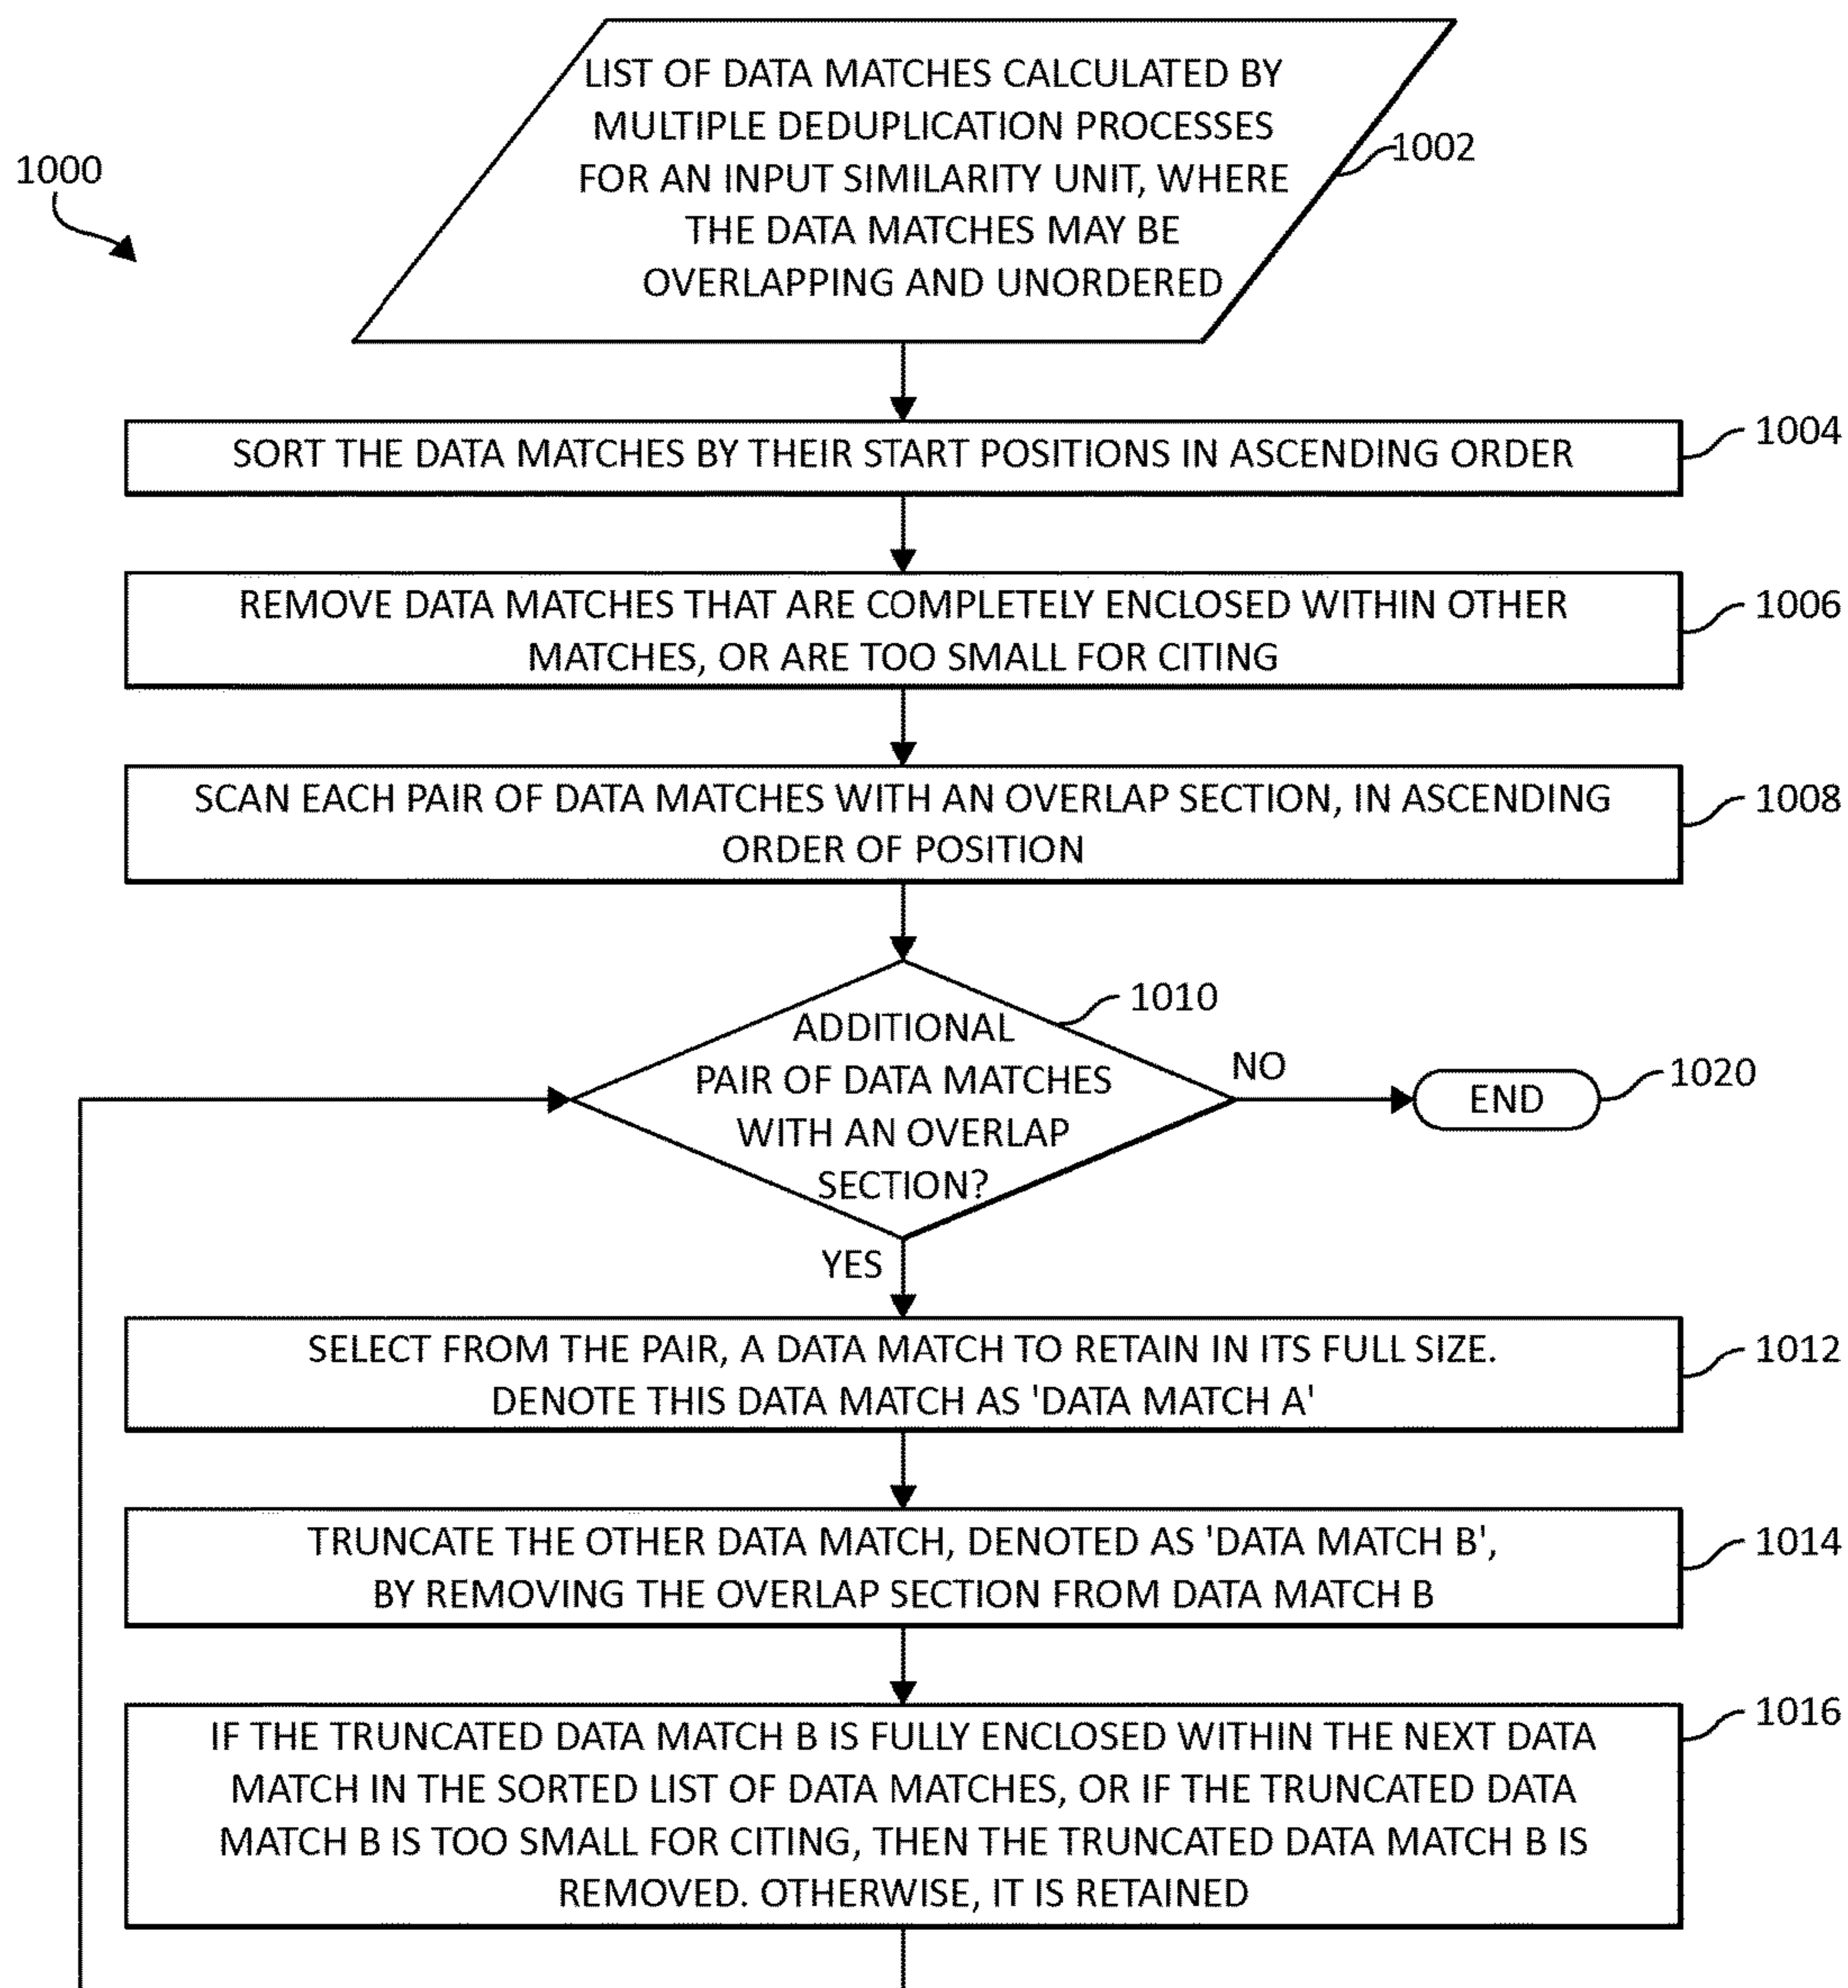 LIST OF DATA MATCHES CALCULATED BY
MULTIPLE DEDUPLICATION PROCESSES
FOR AN INPUT SIMILARITY UNIT, WHERE
THE DATA MATCHES MAY BE
OVERLAPPING AND UNORDERED
1002
1000
SORT THE DATA MATCHES BY THEIR START POSITIONS IN ASCENDING ORDER
1004
REMOVE DATA MATCHES THAT ARE COMPLETELY ENCLOSED WITHIN OTHER
MATCHES, OR ARE TOO SMALL FOR CITING
1006
SCAN EACH PAIR OF DATA MATCHES WITH AN OVERLAP SECTION, IN ASCENDING
ORDER OF POSITION
1008
ADDITIONAL
PAIR OF DATA MATCHES
WITH AN OVERLAP
SECTION?
1010
NO
END
1020
YES
SELECT FROM THE PAIR, A DATA MATCH TO RETAIN IN ITS FULL SIZE.
DENOTE THIS DATA MATCH AS 'DATA MATCH A'
1012
TRUNCATE THE OTHER DATA MATCH, DENOTED AS 'DATA MATCH B',
BY REMOVING THE OVERLAP SECTION FROM DATA MATCH B
1014
IF THE TRUNCATED DATA MATCH B IS FULLY ENCLOSED WITHIN THE NEXT DATA
MATCH IN THE SORTED LIST OF DATA MATCHES, OR IF THE TRUNCATED DATA
MATCH B IS TOO SMALL FOR CITING, THEN THE TRUNCATED DATA MATCH B IS
REMOVED. OTHERWISE, IT IS RETAINED
1016